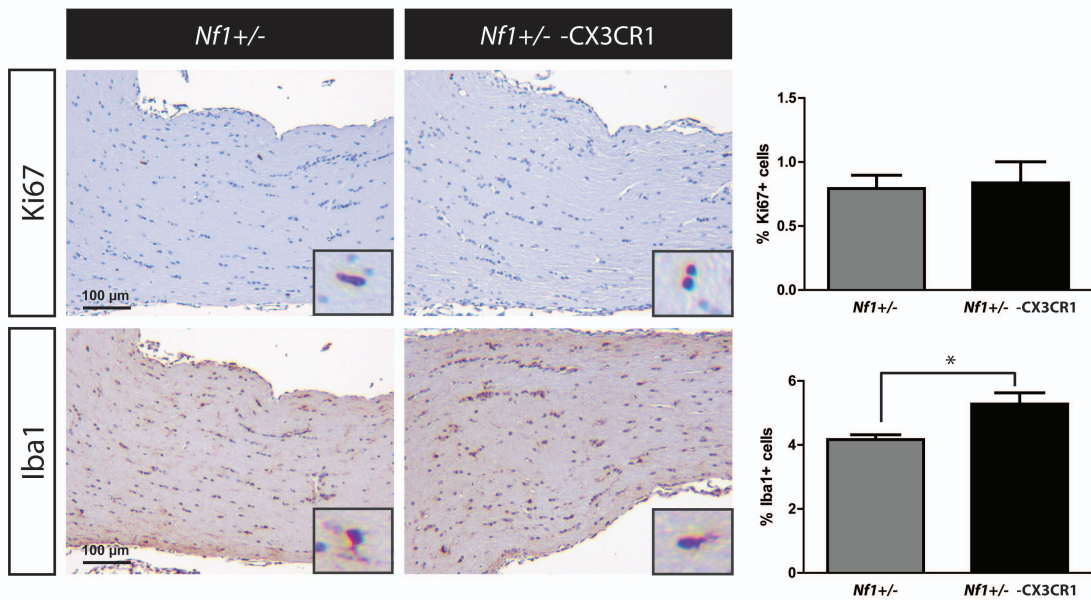 Nf1+/-
Nf1+/- -CX3CR1
Ki67
100 µm
% Ki67+ cells
1.5
1.0
0.5
0.0
Nf1+/-
Nf1+/- -CX3CR1
Iba1
100 µm
% Iba1+ cells
6
4
2
0
*
Nf1+/-
Nf1+/- -CX3CR1